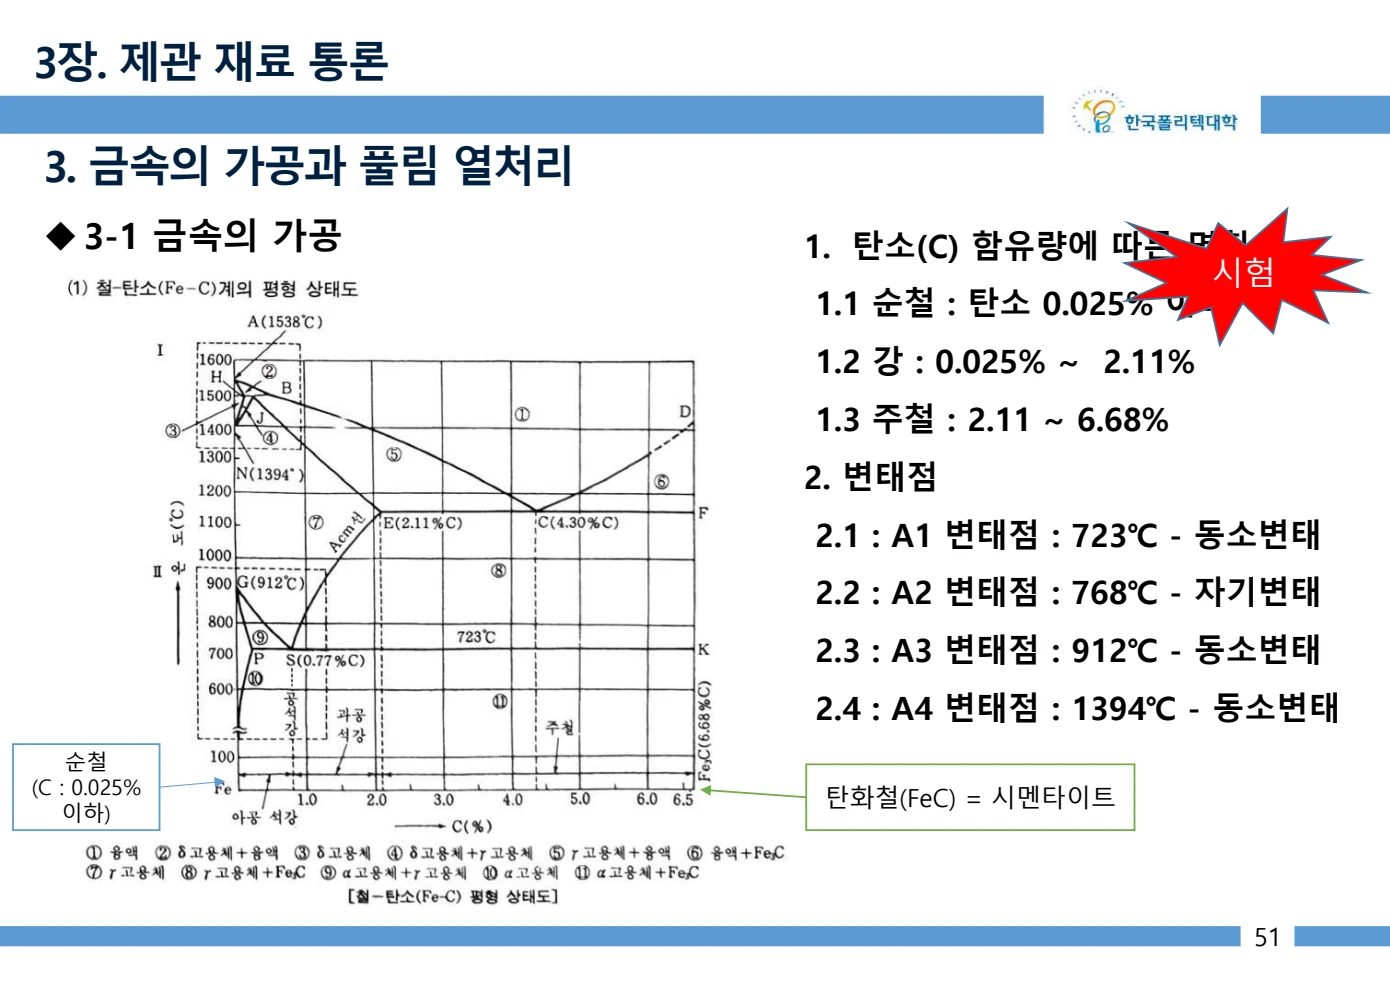 3장. 제관 재료 통론
한국폴리텍대학
3. 금속의 가공과 풀림 열처리
◆ 3-1 금속의 가공
(1) 철-탄소(Fe-C)계의 평형 상태도
A(1538℃)
I
1600
②
H
B
1500
①
D
J
③
1400
④
1300
⑤
N(1394°)
⑥
1200
⑦
Acm선
E(2.11%C)
C(4.30%C)
F
1100
1000
Ⅱ
온 도(℃)
900
G(912℃)
⑧
800
⑨
723℃
700
P
S(0.77%C)
K
⑩
600
⑪
공석강
과공
석강
주철
Fe₃C(6.68%C)
100
Fe
1.0 2.0 3.0 4.0 5.0 6.0 6.5
아공 석강
C(%)
① 용액 ② δ고용체+용액 ③ δ고용체 ④ δ고용체+γ고용체 ⑤ γ고용체+용액 ⑥ 용액+Fe₃C
⑦ γ고용체 ⑧ γ고용체+Fe₃C ⑨ α고용체+γ고용체 ⑩ α고용체 ⑪ α고용체+Fe₃C
[철-탄소(Fe-C) 평형 상태도]
순철
(C : 0.025%
이하)
1. 탄소(C) 함유량에 따른
시험
1.1 순철 : 탄소 0.025%
1.2 강 : 0.025% ~ 2.11%
1.3 주철 : 2.11 ~ 6.68%
2. 변태점
2.1 : A1 변태점 : 723℃ - 동소변태
2.2 : A2 변태점 : 768℃ - 자기변태
2.3 : A3 변태점 : 912℃ - 동소변태
2.4 : A4 변태점 : 1394℃ - 동소변태
탄화철(FeC) = 시멘타이트
51